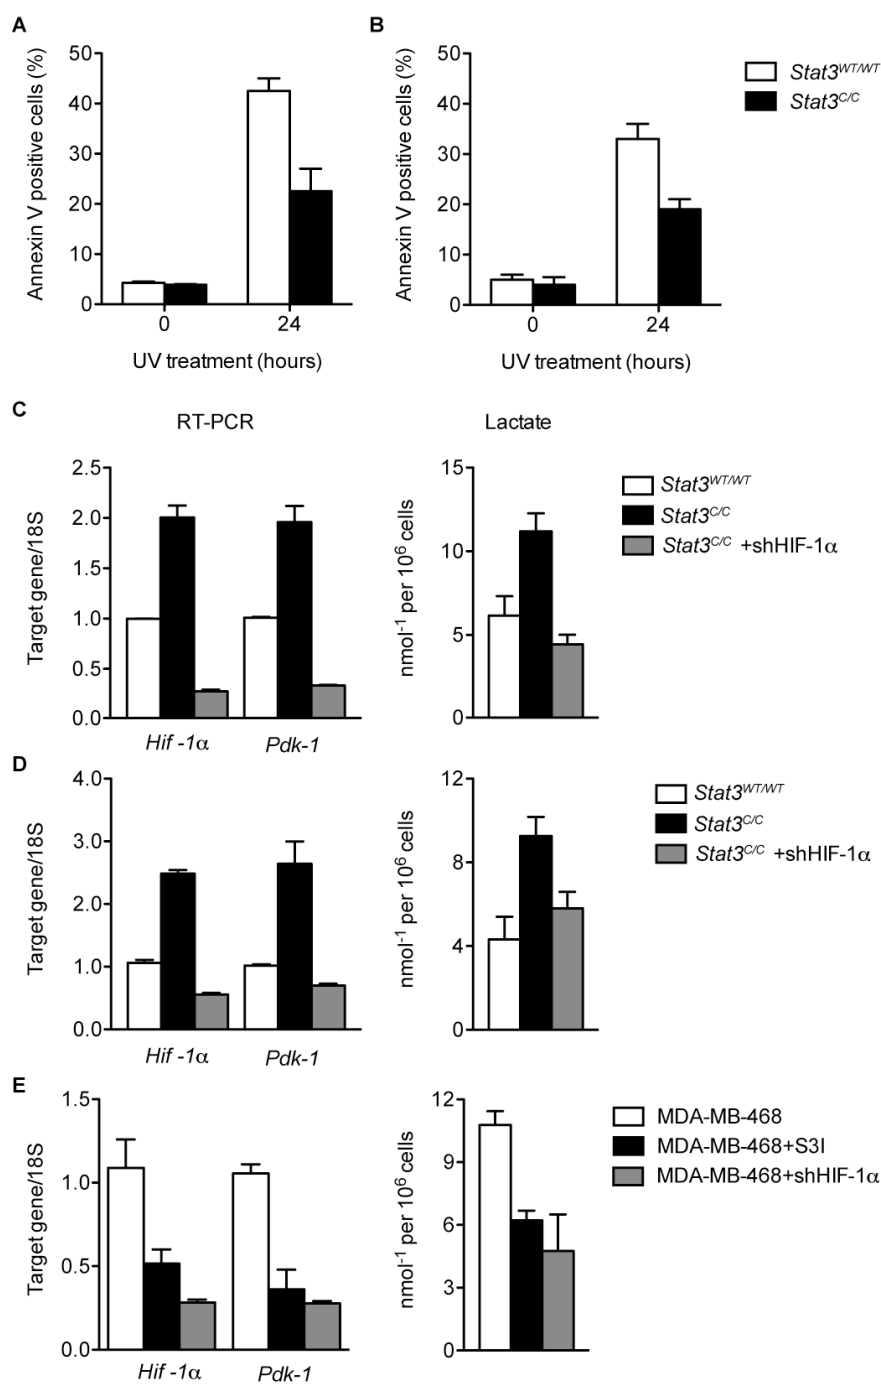 A
B
Annexin V positive cells (%)
50
40
30
20
10
0
0
24
UV treatment (hours)
Annexin V positive cells (%)
50
40
30
20
10
0
0
24
UV treatment (hours)
Stat3WT/WT
Stat3C/C
C
RT-PCR
Lactate
Target gene/18S
2.5
2.0
1.5
1.0
0.5
0.0
Hif -1α
Pdk-1
nmol-1 per 106 cells
15
10
5
0
Stat3WT/WT
Stat3C/C
Stat3C/C +shHIF-1α
D
Target gene/18S
4.0
3.0
2.0
1.0
0.0
Hif -1α
Pdk-1
nmol-1 per 106 cells
12
8
4
0
Stat3WT/WT
Stat3C/C
Stat3C/C +shHIF-1α
E
Target gene/18S
1.5
1.0
0.5
0.0
Hif -1α
Pdk-1
nmol-1 per 106 cells
12
9
6
3
0
MDA-MB-468
MDA-MB-468+S3I
MDA-MB-468+shHIF-1α